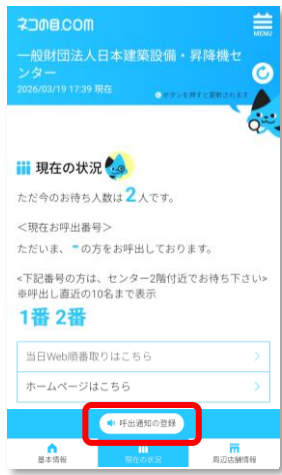 ネコの目.COM
MENU
一般財団法人日本建築設備・昇降機セ
ンター
2026/03/19 17:39 現在
ボタンを押すと更新されます
現在の状況
ただ今のお待ち人数は2人です。
＜現在お呼出番号＞
ただいま、 - の方をお呼出しております。
<下記番号の方は、センター2階付近でお待ち下さい>
※呼出し直近の10名まで表示
1番 2番
当日Web順番取りはこちら
ホームページはこちら
呼出通知の登録
基本情報
現在の状況
周辺店舗情報